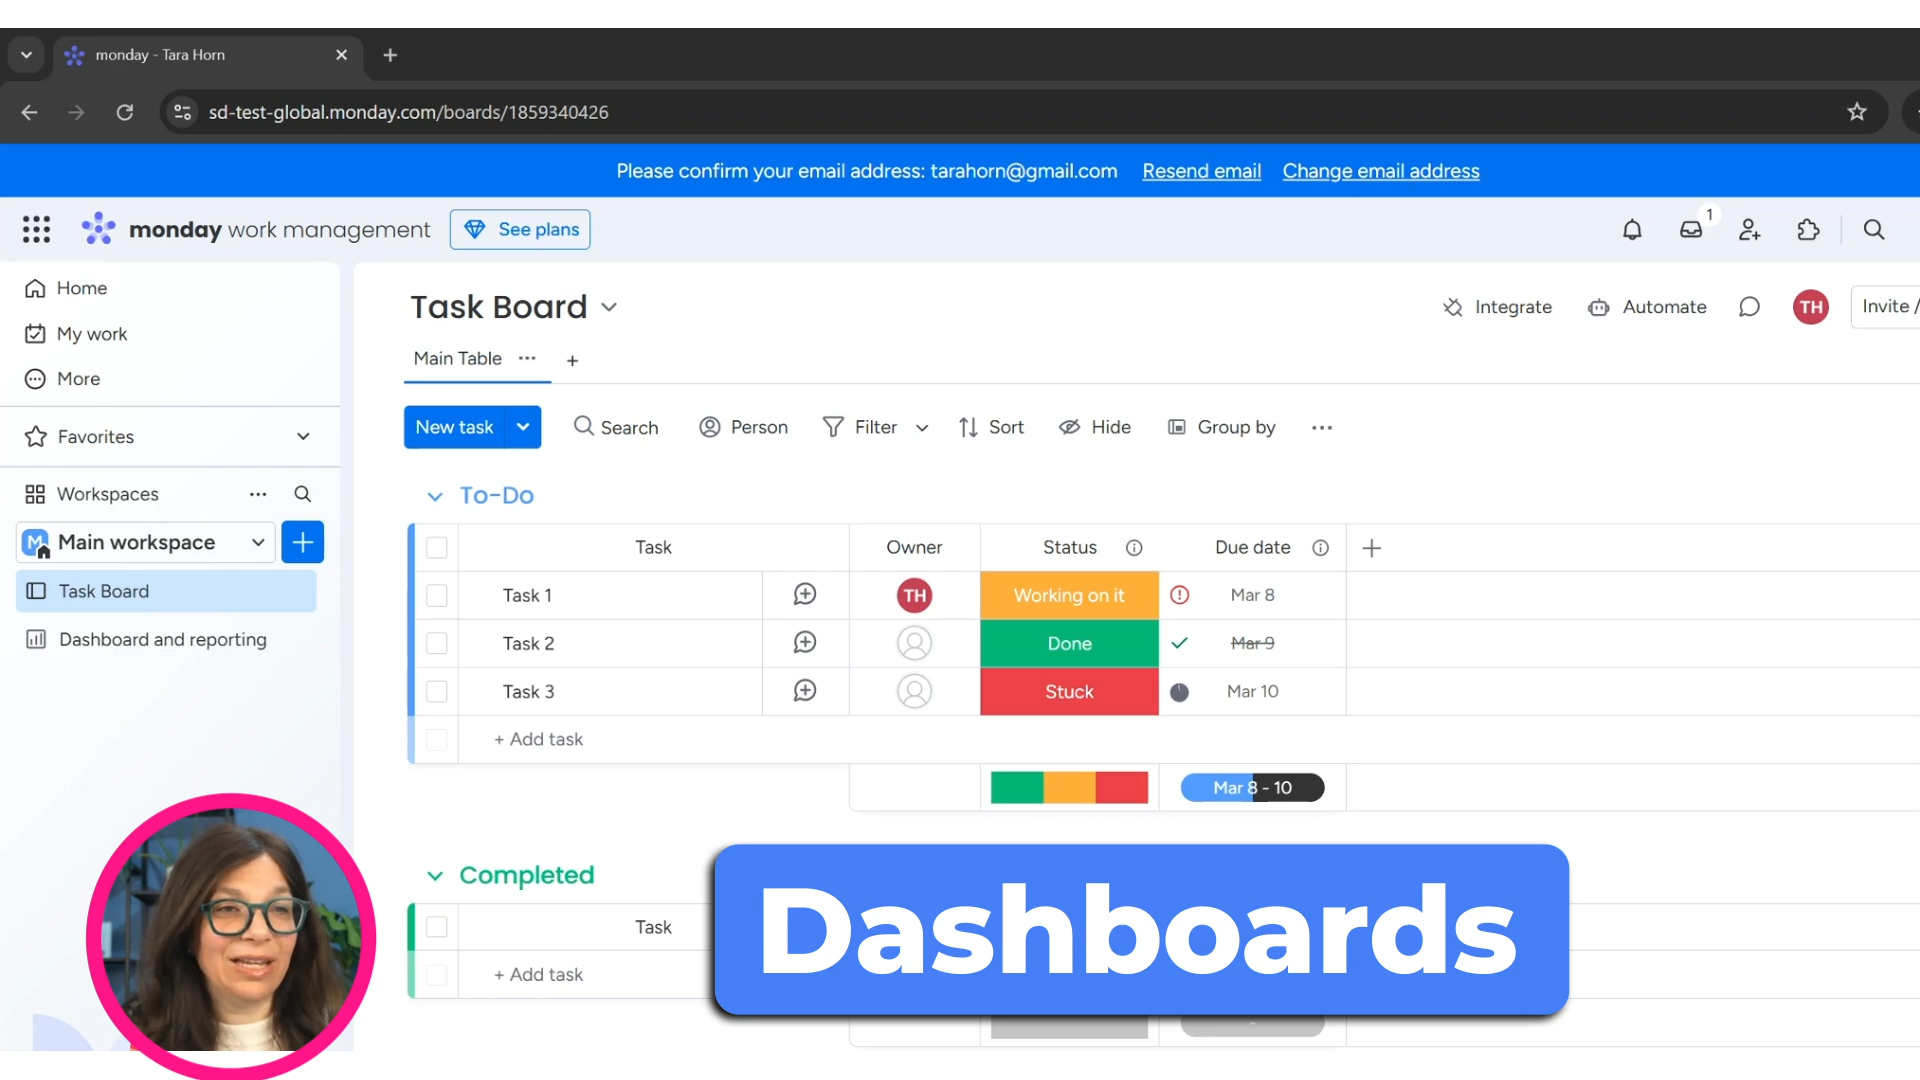 monday - Tara Horn
sd-test-global.monday.com/boards/1859340426
Please confirm your email address: tarahorn@gmail.com Resend email Change email address
monday work management See plans
1
Home
My work
More
Favorites
Workspaces
M Main workspace
Task Board
Dashboard and reporting
Task Board
Integrate Automate TH Invite /
Main Table
New task Search Person Filter Sort Hide Group by
To-Do
Task Owner Status Due date
Task 1 TH Working on it Mar 8
Task 2 Done Mar 9
Task 3 Stuck Mar 10
+ Add task
Mar 8 - 10
Completed
Task
+ Add task
Dashboards
-